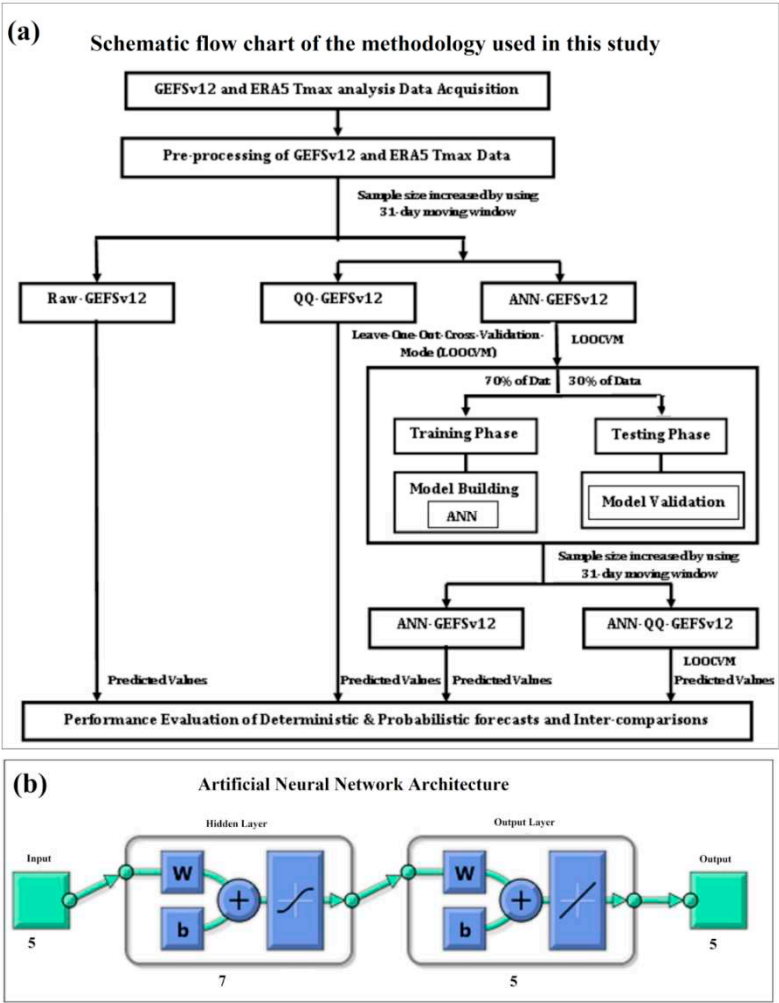 (a)
Schematic flow chart of the methodology used in this study
GEFSv12 and ERA5 Tmax analysis Data Acquisition
Pre-processing of GEFSv12 and ERA5 Tmax Data
Sample size increased by using
31-day moving window
Raw-GEFSv12
QQ-GEFSv12
ANN-GEFSv12
Leave-One-Out-Cross-Validation-
Mode (LOOCVM)
LOOCVM
70% of Dat
30% of Data
Training Phase
Testing Phase
Model Building
ANN
Model Validation
Sample size increased by using
31-day moving window
ANN-GEFSv12
ANN-QQ-GEFSv12
LOOCVM
Predicted Values
Predicted Values
Predicted Values
Predicted Values
Performance Evaluation of Deterministic & Probabilistic forecasts and Inter-comparisons
(b)
Artificial Neural Network Architecture
Hidden Layer
Output Layer
Input
Output
W
b
W
b
5
7
5
5